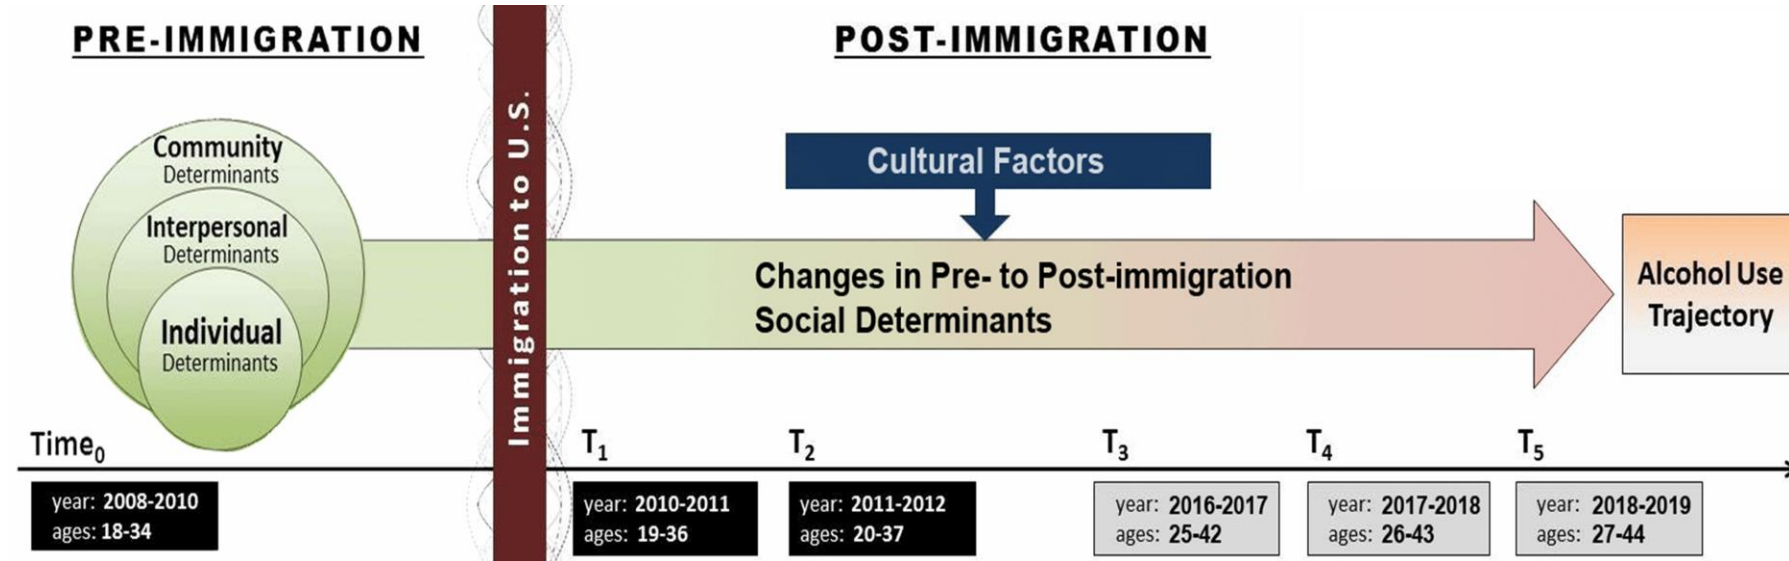 PRE-IMMIGRATION
POST-IMMIGRATION
Community
Determinants
Interpersonal
Determinants
Individual
Determinants
Immigration to U.S.
Cultural Factors
Changes in Pre- to Post-immigration
Social Determinants
Alcohol Use
Trajectory
Time₀
T₁
T₂
T₃
T₄
T₅
year: 2008-2010
ages: 18-34
year: 2010-2011
ages: 19-36
year: 2011-2012
ages: 20-37
year: 2016-2017
ages: 25-42
year: 2017-2018
ages: 26-43
year: 2018-2019
ages: 27-44